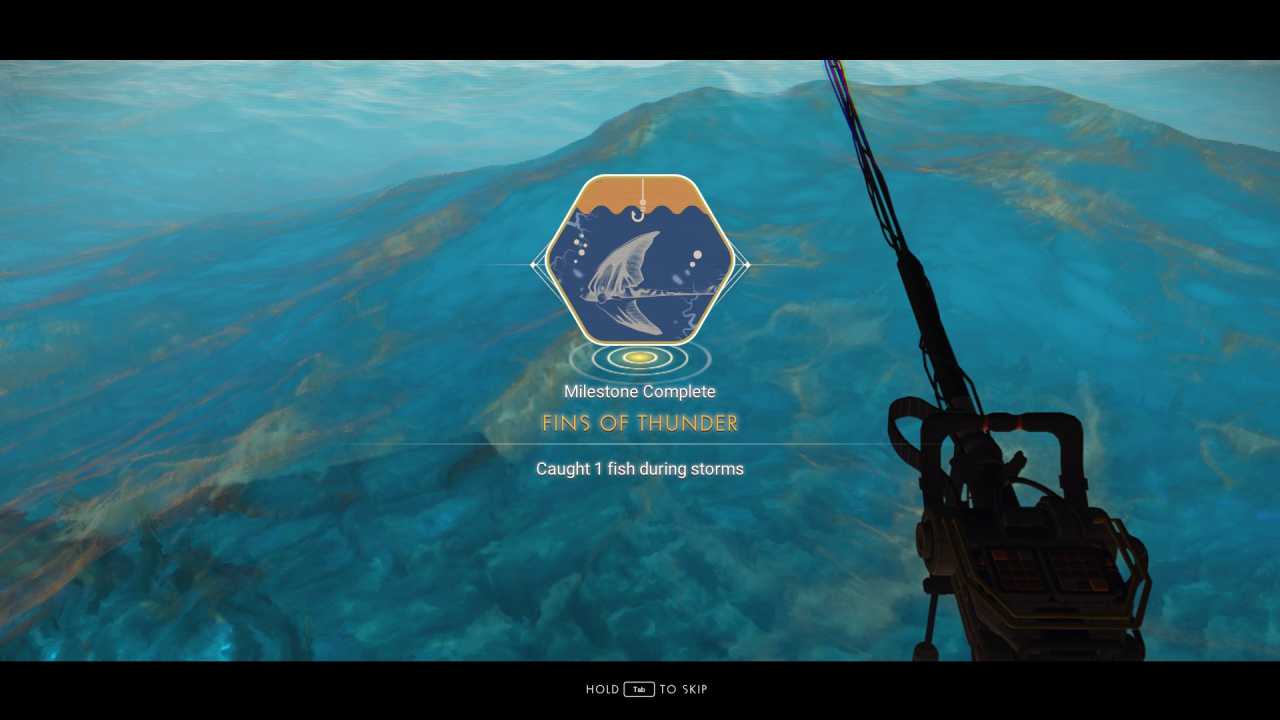 Milestone Complete
FINS OF THUNDER
Caught 1 fish during storms
HOLD Tab TO SKIP